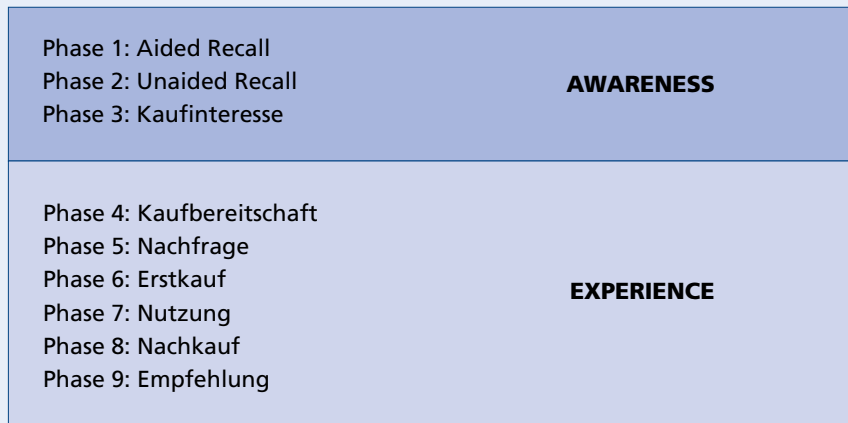 Phase 1: Aided Recall
Phase 2: Unaided Recall
Phase 3: Kaufinteresse
AWARENESS
Phase 4: Kaufbereitschaft
Phase 5: Nachfrage
Phase 6: Erstkauf
Phase 7: Nutzung
Phase 8: Nachkauf
Phase 9: Empfehlung
EXPERIENCE